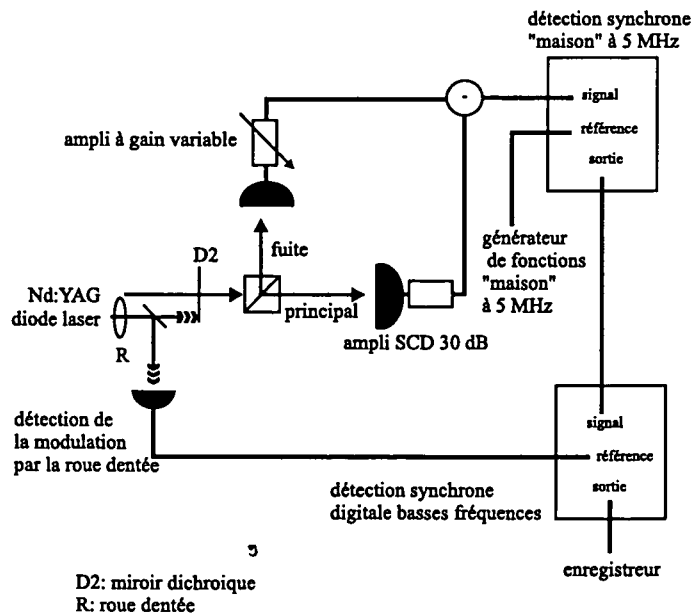 détection synchrone
"maison" à 5 MHz
signal
référence
sortie
-
ampli à gain variable
générateur
de fonctions
"maison"
à 5 MHz
D2
fuite
Nd:YAG
diode laser
principal
R
ampli SCD 30 dB
détection de
la modulation
par la roue dentée
signal
référence
sortie
détection synchrone
digitale basses fréquences
enregistreur
D2: miroir dichroique
R: roue dentée